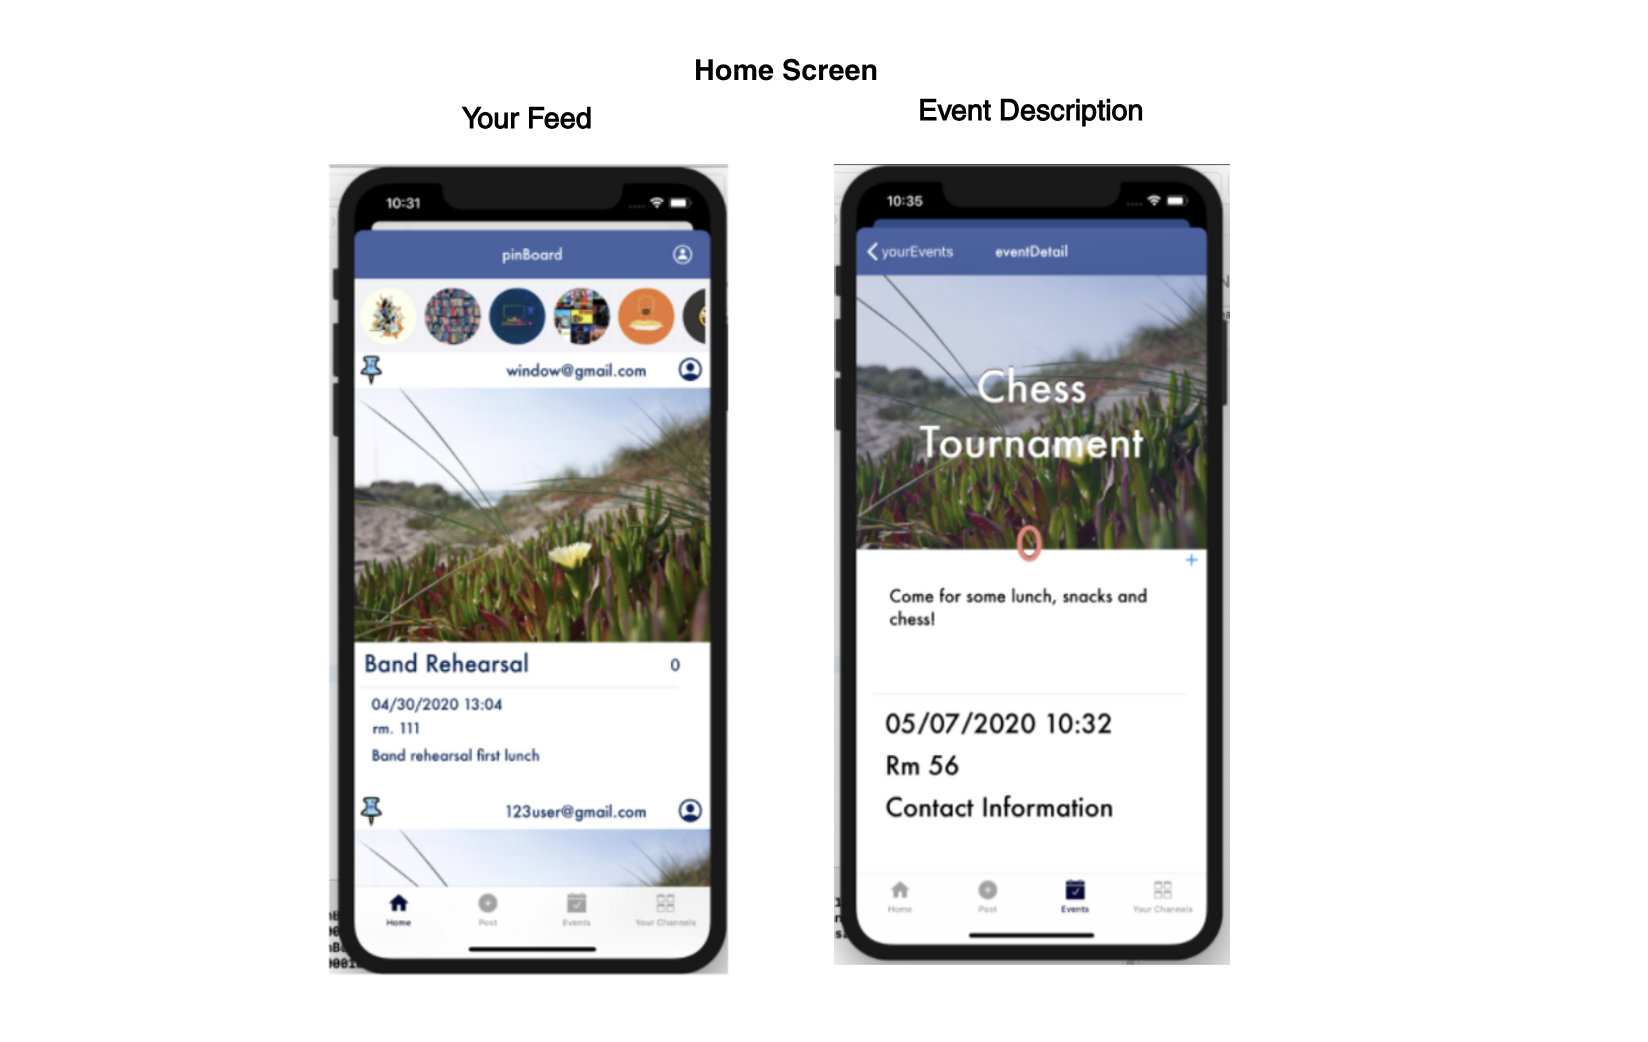 Home Screen
Your Feed
Event Description
10:31
pinBoard
window@gmail.com
Band Rehearsal 0
04/30/2020 13:04
rm. 111
Band rehearsal first lunch
123user@gmail.com
Home Post Events Your Channels
10:35
yourEvents eventDetail
Chess
Tournament
0
+
Come for some lunch, snacks and
chess!
05/07/2020 10:32
Rm 56
Contact Information
Home Post Events Your Channels